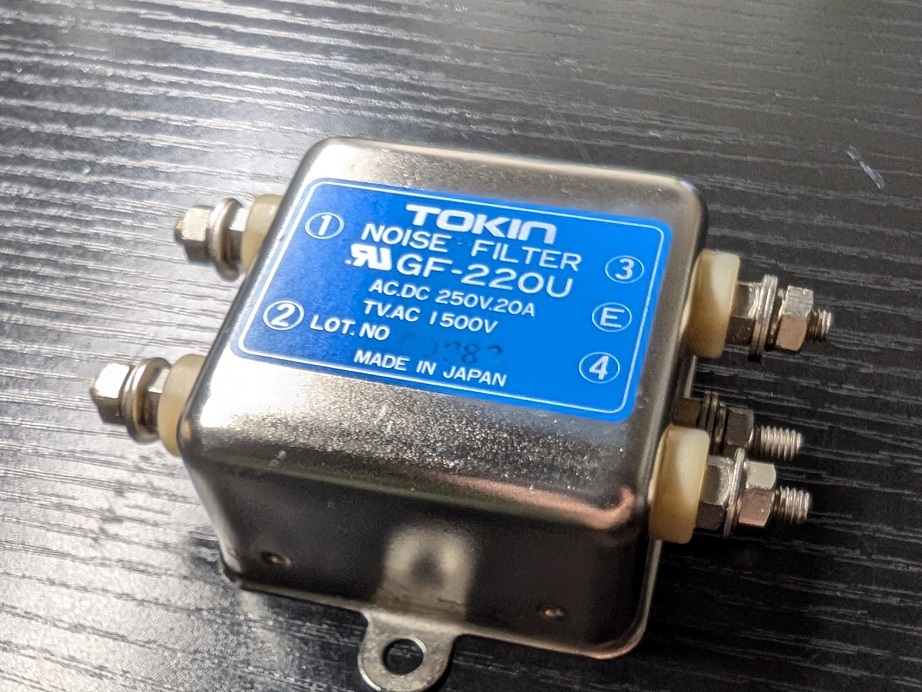 TOKIN
① NOISE FILTER
GF-220U ③
AC.DC 250V.20A
TV.AC 1500V Ⓔ
② LOT. NO
MADE IN JAPAN ④